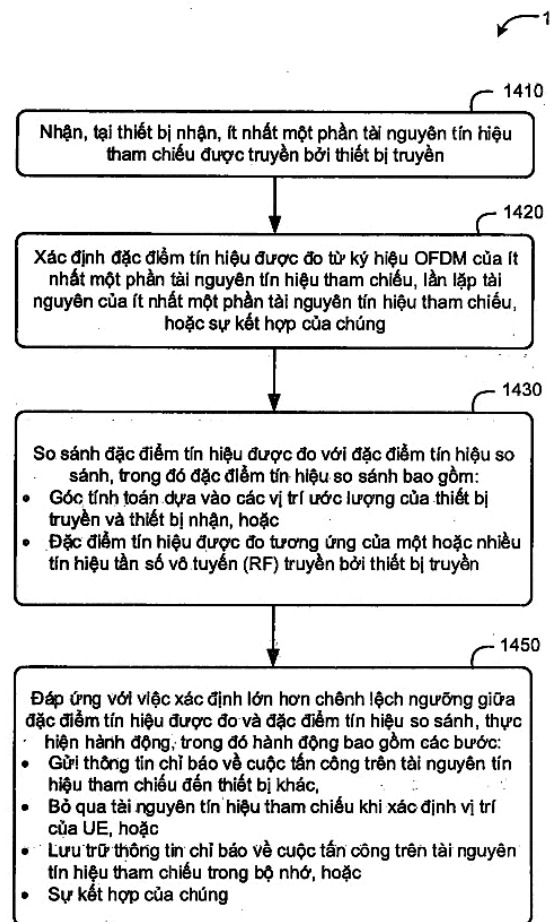 1
1410
Nhận, tại thiết bị nhận, ít nhất một phần tài nguyên tín hiệu
tham chiếu được truyền bởi thiết bị truyền
1420
Xác định đặc điểm tín hiệu được đo từ ký hiệu OFDM của ít
nhất một phần tài nguyên tín hiệu tham chiếu, lần lặp tài
nguyên của ít nhất một phần tài nguyên tín hiệu tham chiếu,
hoặc sự kết hợp của chúng
1430
So sánh đặc điểm tín hiệu được đo với đặc điểm tín hiệu so
sánh, trong đó đặc điểm tín hiệu so sánh bao gồm:
• Góc tính toán dựa vào các vị trí ước lượng của thiết bị
truyền và thiết bị nhận, hoặc
• Đặc điểm tín hiệu được đo tương ứng của một hoặc nhiều
tín hiệu tần số vô tuyến (RF) truyền bởi thiết bị truyền
1450
Đáp ứng với việc xác định lớn hơn chênh lệch ngưỡng giữa
đặc điểm tín hiệu được đo và đặc điểm tín hiệu so sánh, thực
hiện hành động, trong đó hành động bao gồm các bước:
• Gửi thông tin chỉ báo về cuộc tấn công trên tài nguyên tín
hiệu tham chiếu đến thiết bị khác,
• Bỏ qua tài nguyên tín hiệu tham chiếu khi xác định vị trí
của UE, hoặc
• Lưu trữ thông tin chỉ báo về cuộc tấn công trên tài nguyên
tín hiệu tham chiếu trong bộ nhớ, hoặc
• Sự kết hợp của chúng